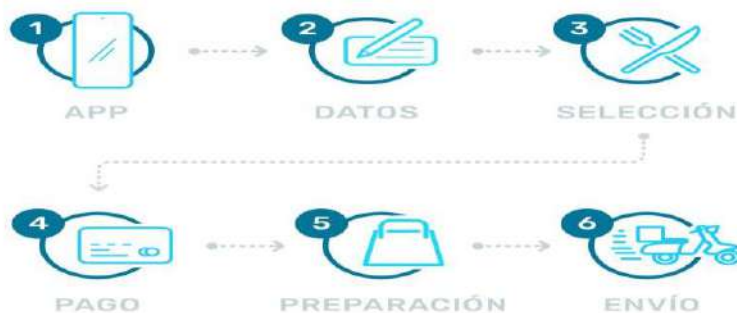 1
2
3
APP
DATOS
SELECCIÓN
4
5
6
PAGO
PREPARACIÓN
ENVÍO